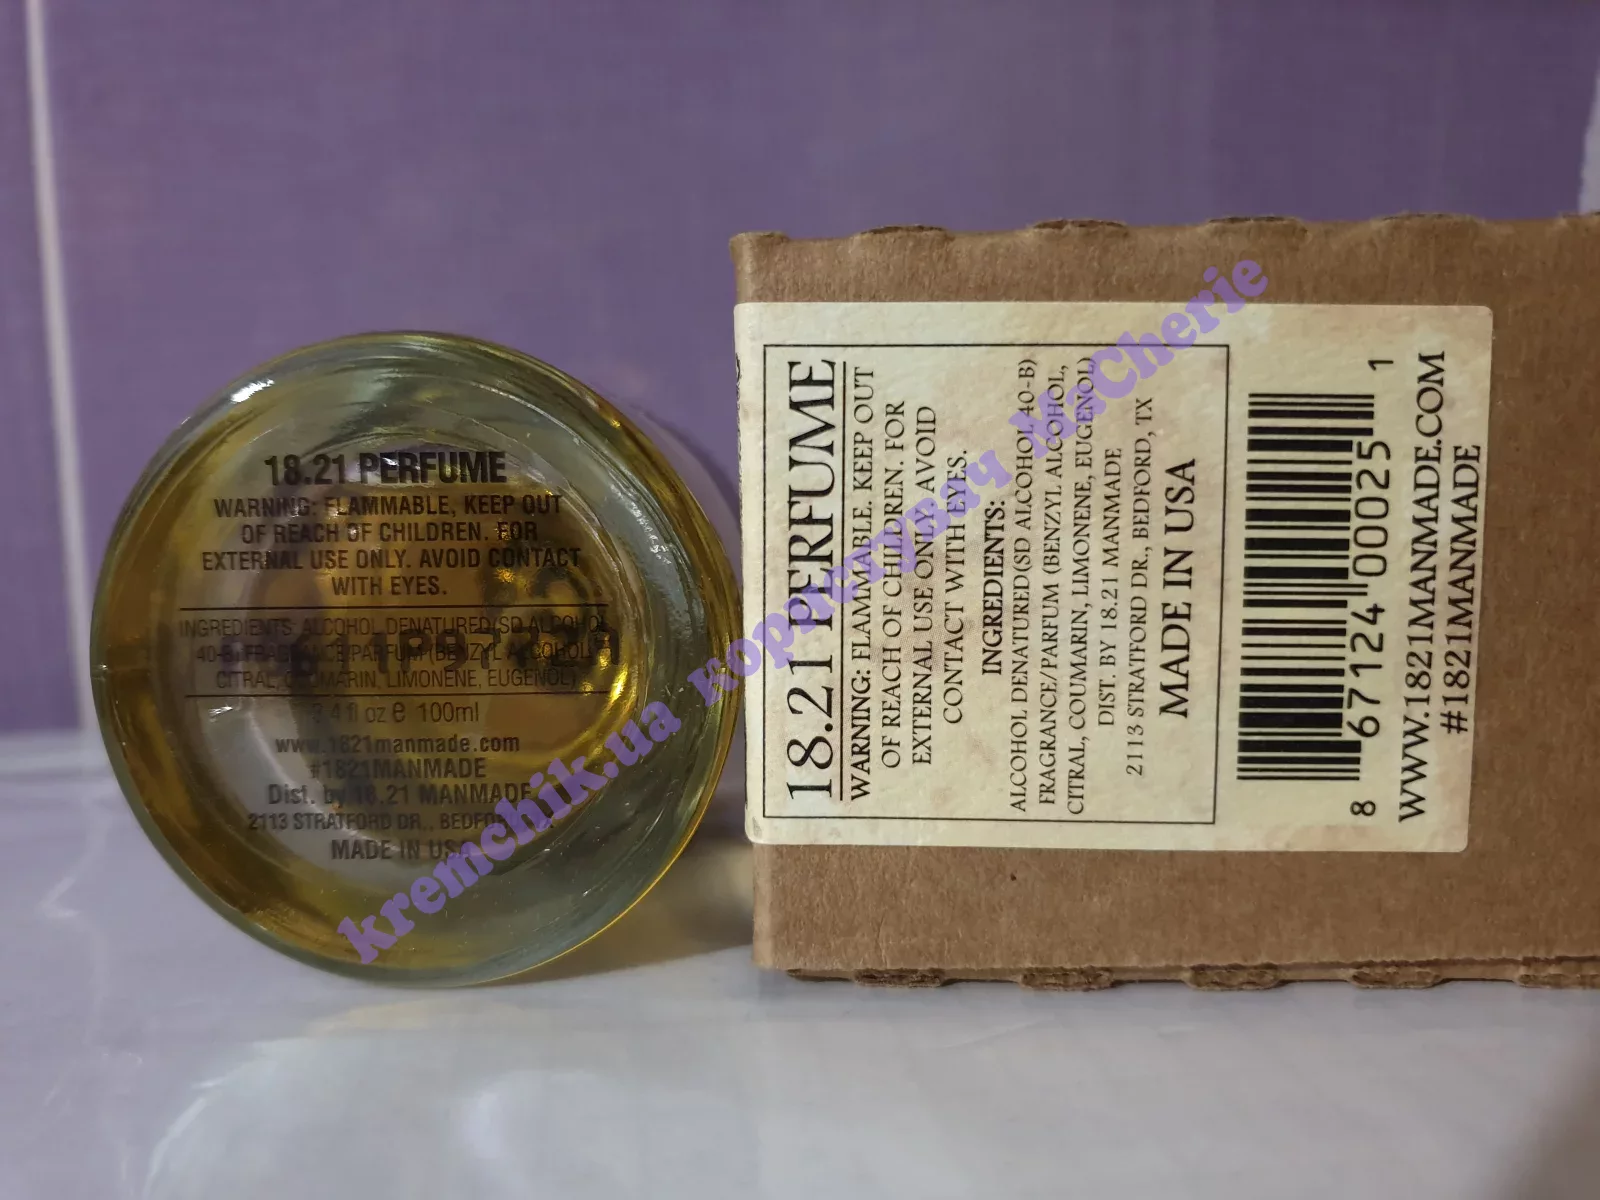 18.21 PERFUME
WARNING: FLAMMABLE, KEEP OUT
OF REACH OF CHILDREN. FOR
EXTERNAL USE ONLY. AVOID CONTACT
WITH EYES.
INGREDIENTS: ALCOHOL DENATURED(SD ALCOHOL
40-B), FRAGRANCE/PARFUM (BENZYL ALCOHOL,
CITRAL, COUMARIN, LIMONENE, EUGENOL)
3.4 fl oz e 100ml
www.1821manmade.com
#1821MANMADE
Dist. by 18.21 MANMADE
2113 STRATFORD DR., BEDFORD,
MADE IN USA
18.21 PERFUME
WARNING: FLAMMABLE. KEEP OUT
OF REACH OF CHILDREN. FOR
EXTERNAL USE ONLY. AVOID
CONTACT WITH EYES.
INGREDIENTS:
ALCOHOL DENATURED(SD ALCOHOL 40-B)
FRAGRANCE/PARFUM (BENZYL ALCOHOL,
CITRAL, COUMARIN, LIMONENE, EUGENOL)
DIST. BY 18.21 MANMADE
2113 STRATFORD DR., BEDFORD, TX
MADE IN USA
8 67124 00025 1
WWW.1821MANMADE.COM
#1821MANMADE
kremchik.ua користувач MaCherie